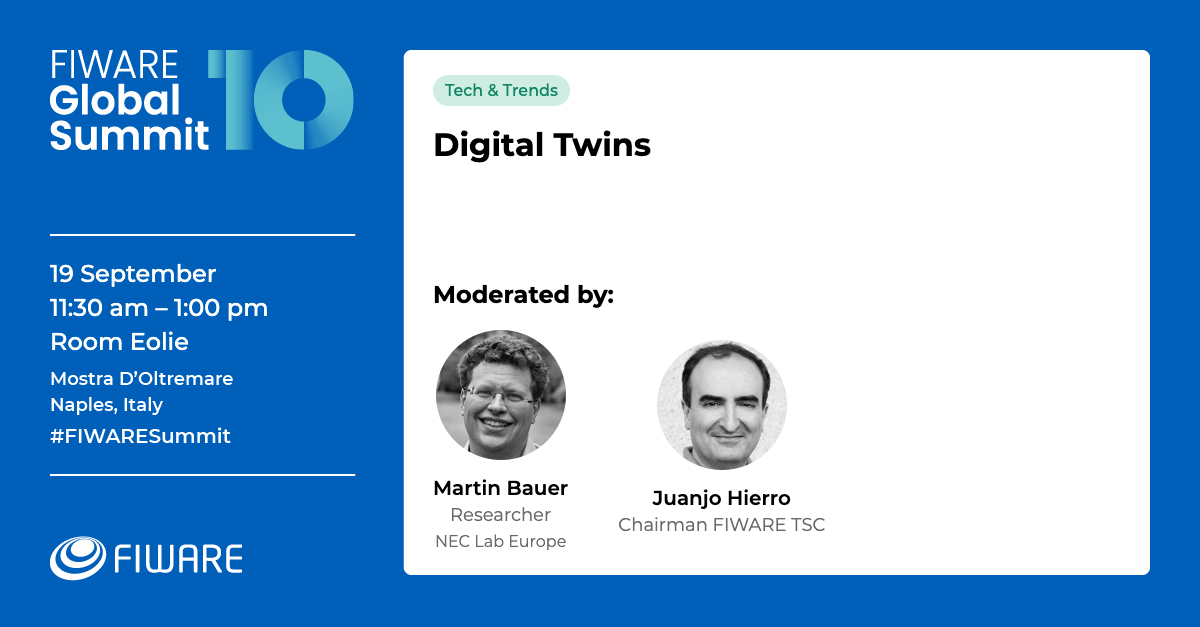 FIWARE
Global
Summit
10
19 September
11:30 am – 1:00 pm
Room Eolie
Mostra D’Oltremare
Naples, Italy
#FIWARESummit
FIWARE
Tech & Trends
Digital Twins
Moderated by:
Martin Bauer
Researcher
NEC Lab Europe
Juanjo Hierro
Chairman FIWARE TSC